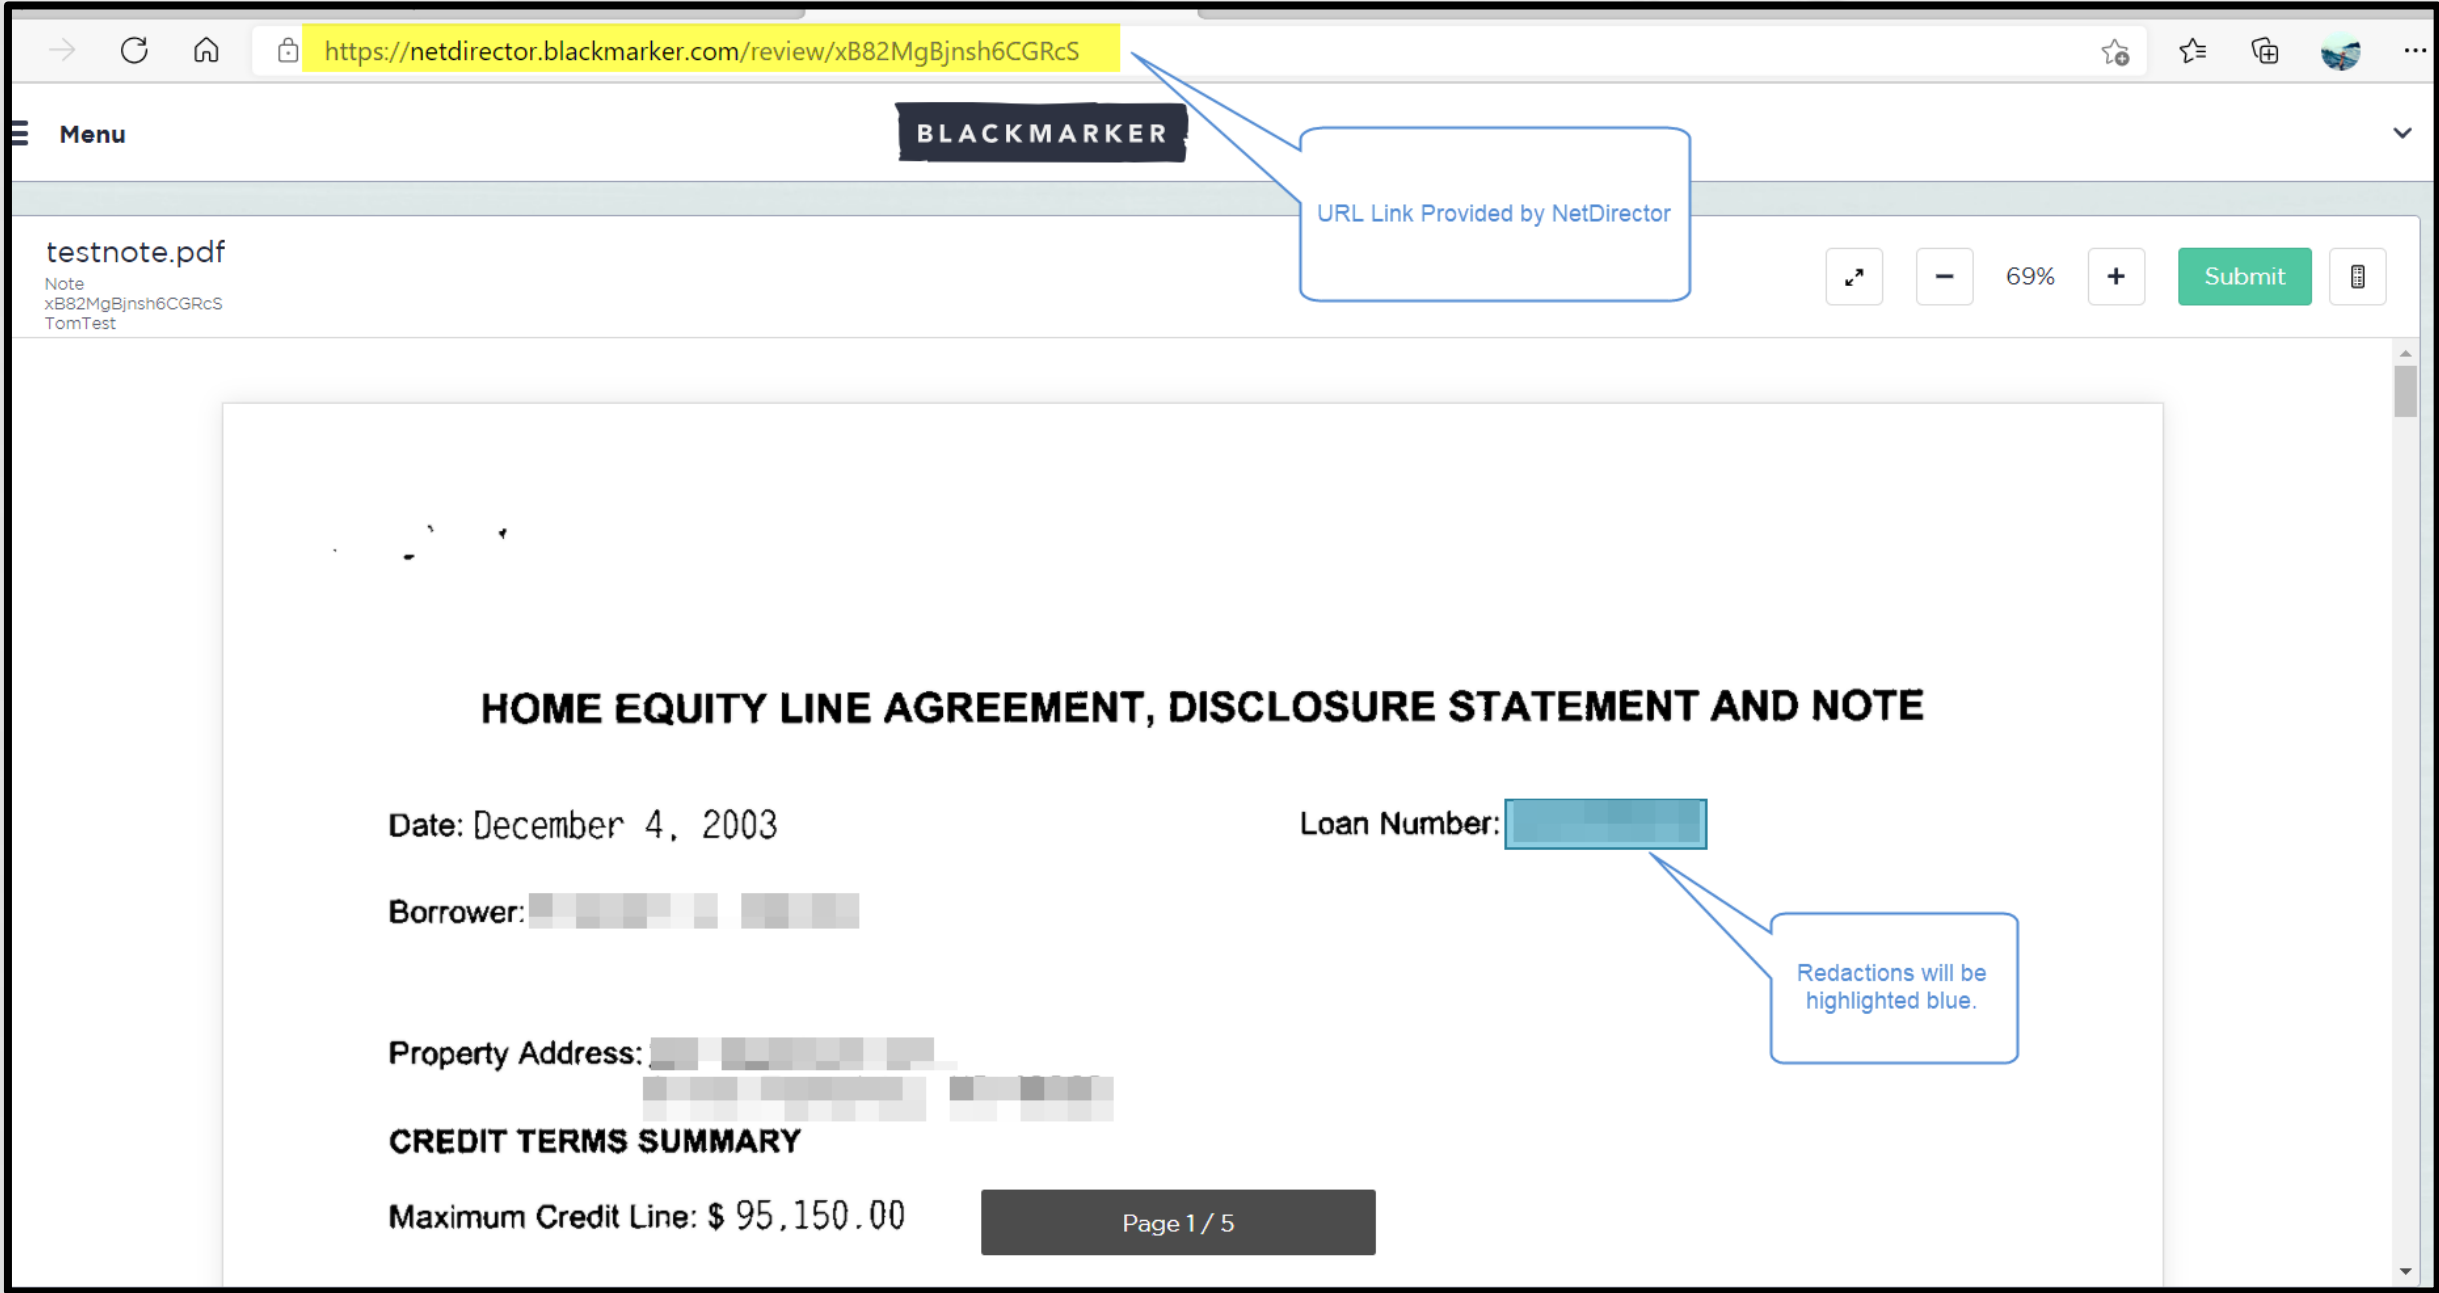 https://netdirector.blackmarker.com/review/xB82MgBjnsh6CGRcS
Menu
BLACKMARKER
URL Link Provided by NetDirector
testnote.pdf
Note
xB82MgBjnsh6CGRcS
TomTest
69%
Submit
HOME EQUITY LINE AGREEMENT, DISCLOSURE STATEMENT AND NOTE
Date: December 4, 2003
Loan Number:
Borrower:
Redactions will be
highlighted blue.
Property Address:
CREDIT TERMS SUMMARY
Maximum Credit Line: $ 95,150.00
Page 1 / 5